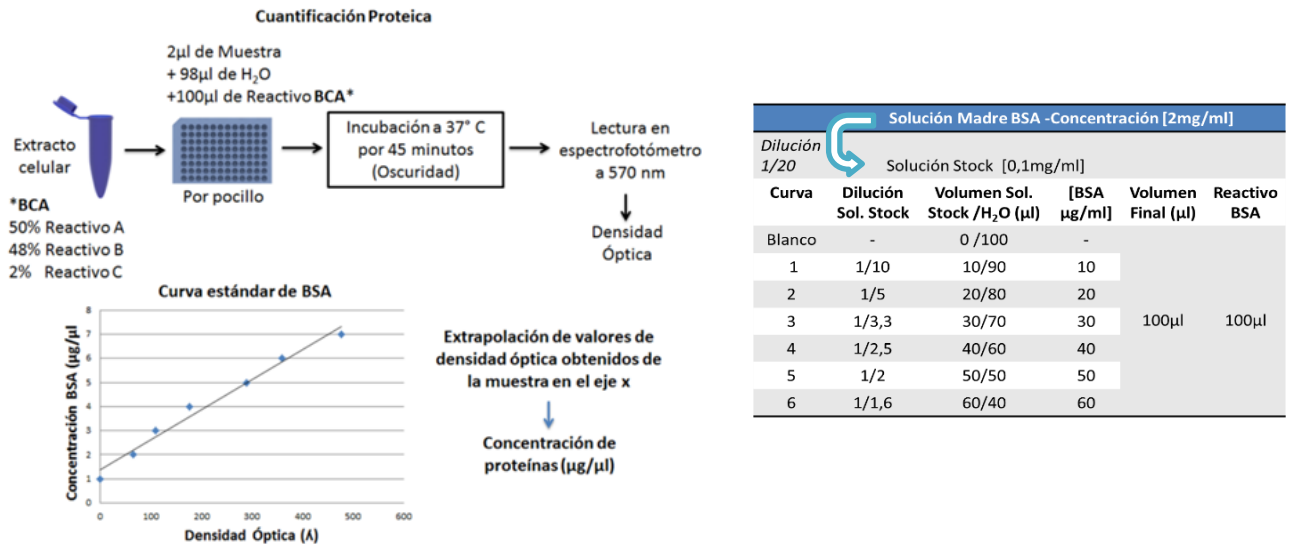 Cuantificación Proteica
2µl de Muestra
+ 98µl de H₂O
+100µl de Reactivo BCA*
Extracto
celular
Por pocillo
Incubación a 37° C
por 45 minutos
(Oscuridad)
Lectura en
espectrofotómetro
a 570 nm
Densidad
Óptica
*BCA
50% Reactivo A
48% Reactivo B
2% Reactivo C
Curva estándar de BSA
Concentración BSA (µg/µl)
8
7
6
5
4
3
2
1
0
0 100 200 300 400 500 600
Densidad Óptica (ʎ)
Extrapolación de valores de
densidad óptica obtenidos de
la muestra en el eje x
Concentración de
proteínas (µg/µl)
Solución Madre BSA -Concentración [2mg/ml]
Dilución
1/20
Solución Stock [0,1mg/ml]
Curva Dilución Sol. Stock Volumen Sol. Stock /H₂O (µl) [BSA µg/ml] Volumen Final (µl) Reactivo BSA
Blanco - 0 /100 -
1 1/10 10/90 10
2 1/5 20/80 20
3 1/3,3 30/70 30 100µl 100µl
4 1/2,5 40/60 40
5 1/2 50/50 50
6 1/1,6 60/40 60